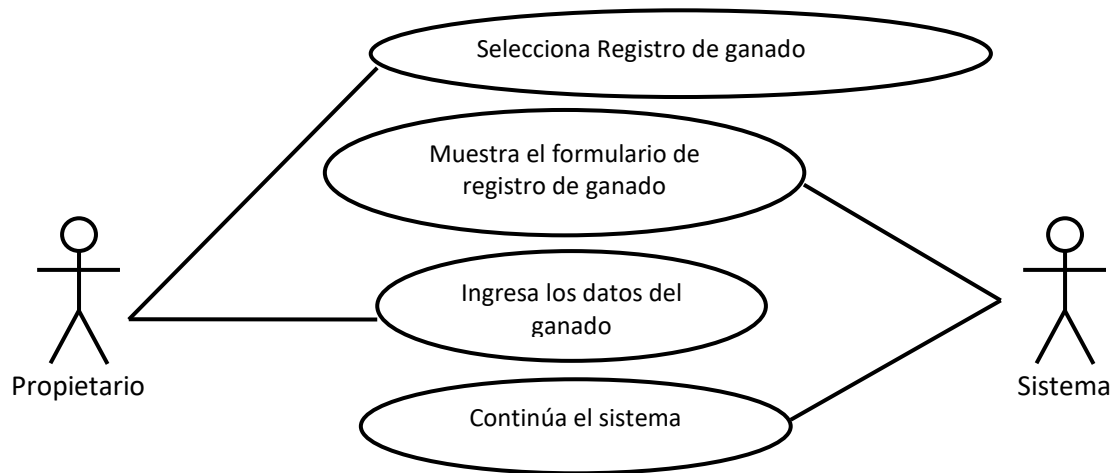 Selecciona Registro de ganado
Muestra el formulario de
registro de ganado
Ingresa los datos del
ganado
Propietario
Sistema
Continúa el sistema